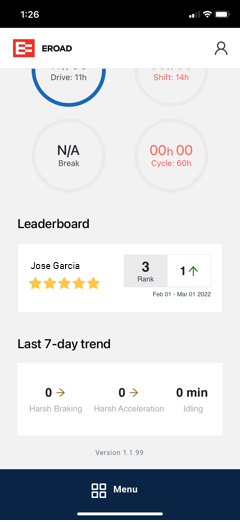 1:26
EROAD
Drive: 11h
Shift: 14h
N/A
Break
00h 00
Cycle: 60h
Leaderboard
Jose Garcia
3
Rank
1
Feb 01 - Mar 01 2022
Last 7-day trend
0
Harsh Braking
0
Harsh Acceleration
0 min
Idling
Version 1.1.99
Menu